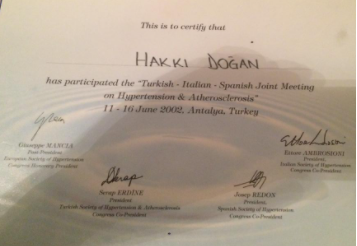 This is to certify that
HAKKI DOĞAN
has participated the "Turkish - Italian - Spanish Joint Meeting
on Hypertension & Atherosclerosis"
11 - 16 June 2002, Antalya, Turkey
Giuseppe MANCIA
Past-President,
European Society of Hypertension
Congress Honorary President
Ettore AMBROSIONI
President,
Italian Society of Hypertension
Congress Co-President
Serap ERDİNE
President
Turkish Society of Hypertension & Atherosclerosis
Congress Co-President
Josep REDON
President,
Spanish Society of Hypertension
Congress Co-President